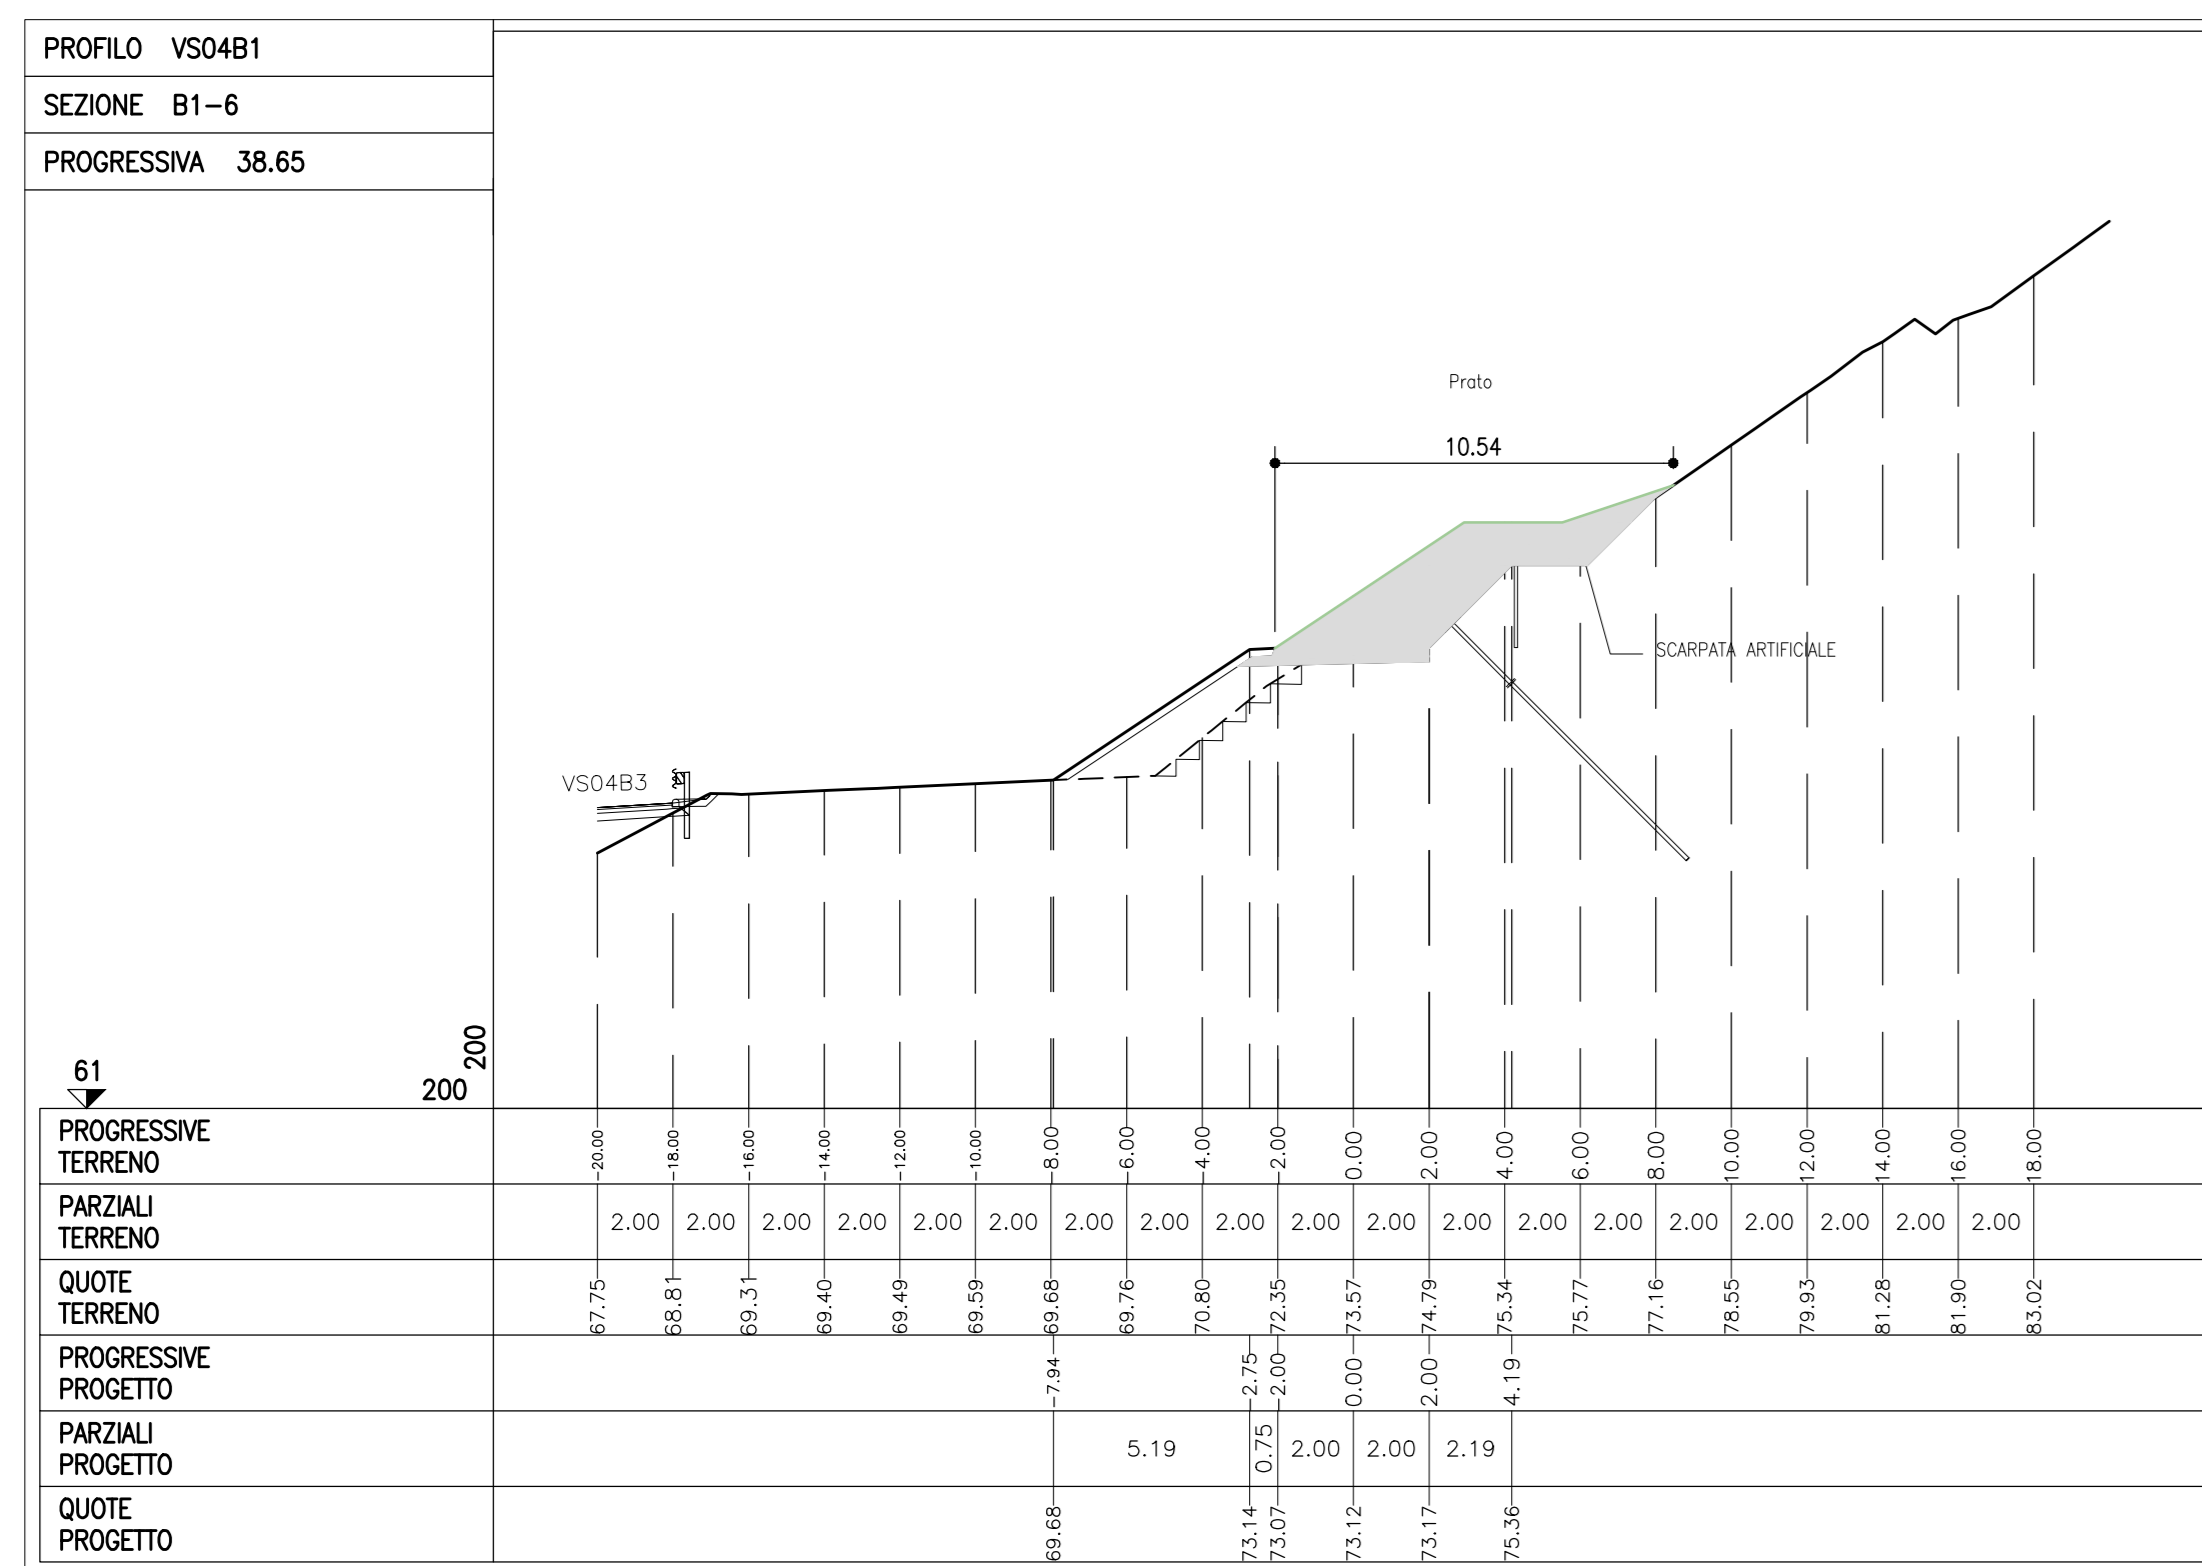 PROFILO VS04B1
SEZIONE B1-6
PROGRESSIVA 38.65
Prato
10.54
SCARPATA ARTIFICIALE
VS04B3
61
200
200
PROGRESSIVE
TERRENO
-20.00 -18.00 -16.00 -14.00 -12.00 -10.00 -8.00 -6.00 -4.00 -2.00 0.00 2.00 4.00 6.00 8.00 10.00 12.00 14.00 16.00 18.00
PARZIALI
TERRENO
2.00 2.00 2.00 2.00 2.00 2.00 2.00 2.00 2.00 2.00 2.00 2.00 2.00 2.00 2.00 2.00 2.00 2.00 2.00
QUOTE
TERRENO
67.75 68.81 69.31 69.40 69.49 69.59 69.68 69.76 70.80 72.35 73.57 74.79 75.34 75.77 77.16 78.55 79.93 81.28 81.90 83.02
PROGRESSIVE
PROGETTO
-7.94 -2.75 -2.00 0.00 2.00 4.19
PARZIALI
PROGETTO
5.19 0.75 2.00 2.00 2.19
QUOTE
PROGETTO
69.68 73.14 73.07 73.12 73.17 75.36